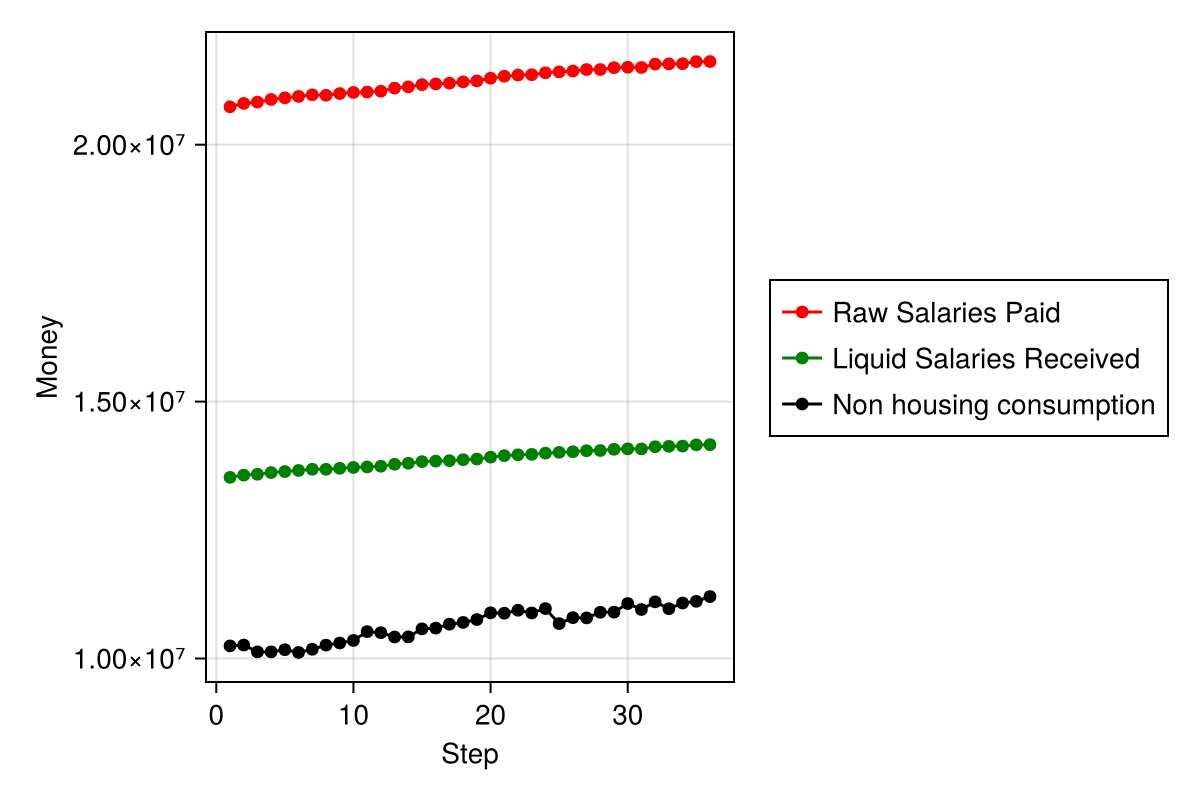 2.00×10⁷
1.50×10⁷
1.00×10⁷
Money
0 10 20 30
Step
Raw Salaries Paid
Liquid Salaries Received
Non housing consumption